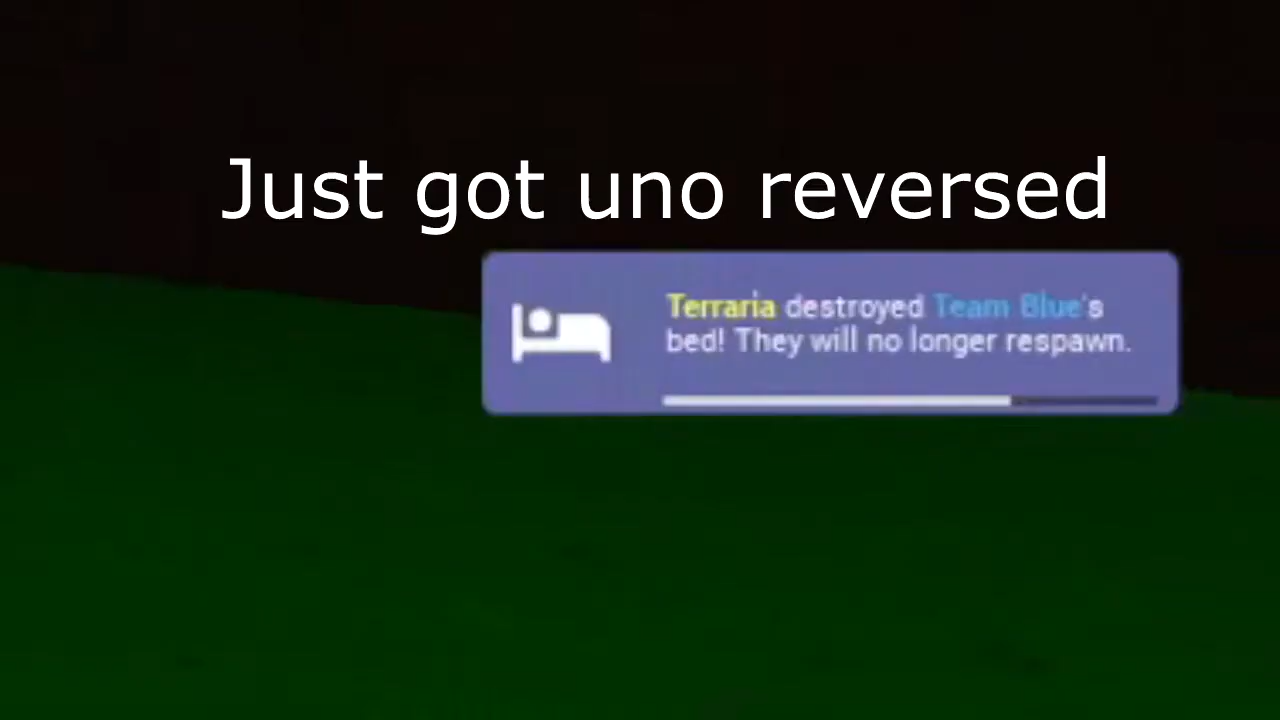 Just got uno reversed
Terraria destroyed Team Blue's
bed! They will no longer respawn.